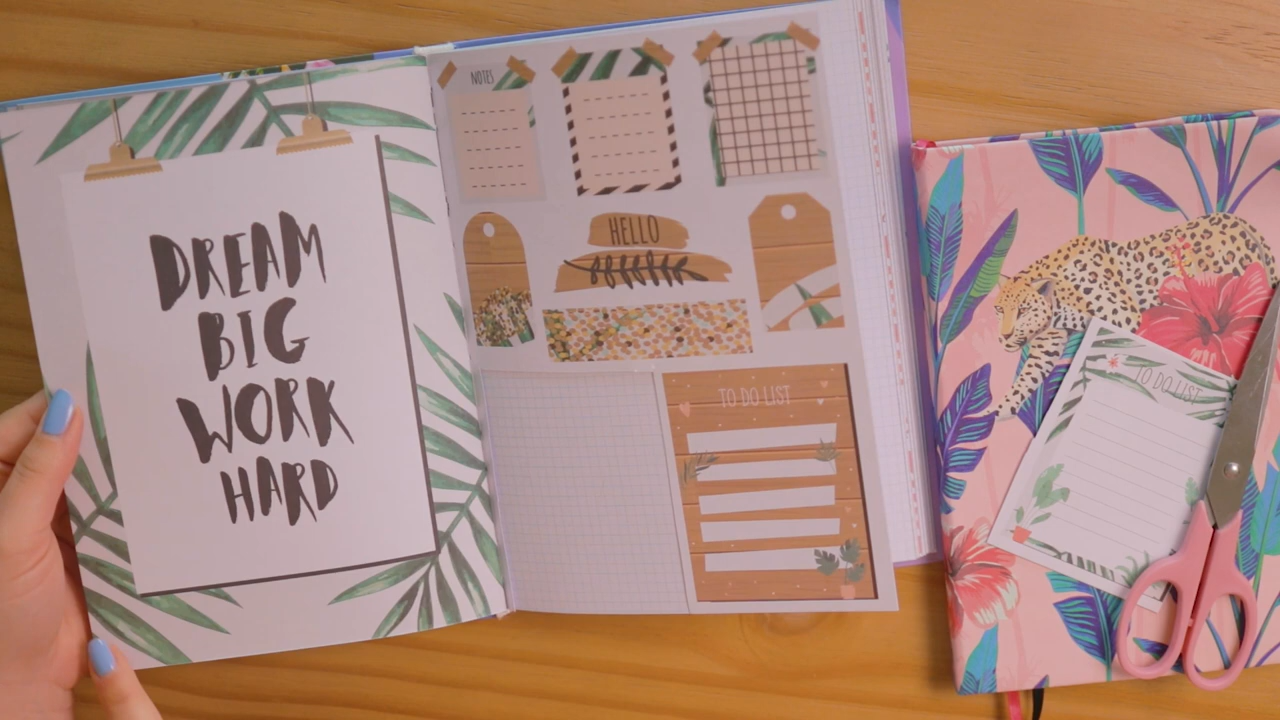 DREAM
BIG
WORK
HARD
NOTES
HELLO
TO DO LIST
TO DO LIST